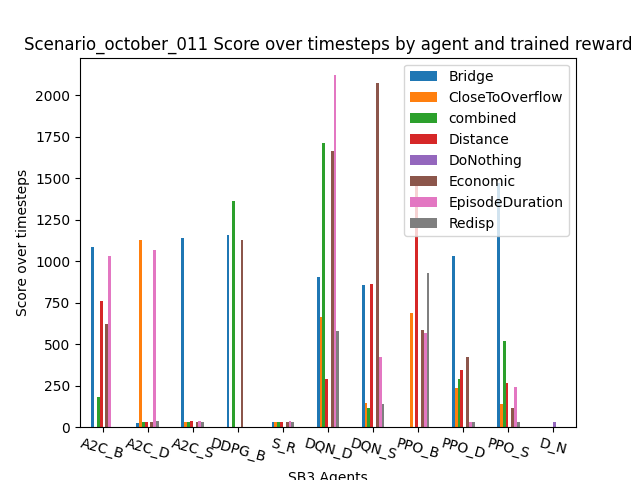 Scenario_october_011 Score over timesteps by agent and trained reward
Score over timesteps
2000
1750
1500
1250
1000
750
500
250
0
Bridge
CloseToOverflow
combined
Distance
DoNothing
Economic
EpisodeDuration
Redisp
A2C_B
A2C_D
A2C_S
DDPG_B
S_R
DQN_D
DQN_S
PPO_B
PPO_D
PPO_S
D_N
SB3 Agents